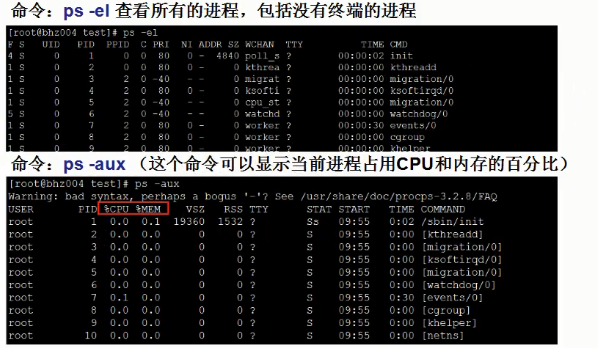 命令：ps -el 查看所有的进程，包括没有终端的进程
[root@bhz004 test]# ps -el
F S UID PID PPID C PRI NI ADDR SZ WCHAN TTY TIME CMD
4 S 0 1 0 0 80 0 - 4840 poll_s ? 00:00:02 init
1 S 0 2 0 0 80 0 - 0 kthrea ? 00:00:00 kthreadd
1 S 0 3 2 0 -40 - - 0 migrat ? 00:00:00 migration/0
1 S 0 4 2 0 80 0 - 0 ksofti ? 00:00:00 ksoftirqd/0
1 S 0 5 2 0 -40 - - 0 cpu_st ? 00:00:00 migration/0
5 S 0 6 2 0 -40 - - 0 watchd ? 00:00:00 watchdog/0
1 S 0 7 2 0 80 0 - 0 worker ? 00:00:30 events/0
1 S 0 8 2 0 80 0 - 0 worker ? 00:00:00 cgroup
1 S 0 9 2 0 80 0 - 0 worker ? 00:00:00 khelper
命令：ps -aux （这个命令可以显示当前进程占用CPU和内存的百分比）
[root@bhz004 test]# ps -aux
Warning: bad syntax, perhaps a bogus '-'? See /usr/share/doc/procps-3.2.8/FAQ
USER PID %CPU %MEM VSZ RSS TTY STAT START TIME COMMAND
root 1 0.0 0.1 19360 1532 ? Ss 09:55 0:02 /sbin/init
root 2 0.0 0.0 0 0 ? S 09:55 0:00 [kthreadd]
root 3 0.0 0.0 0 0 ? S 09:55 0:00 [migration/0]
root 4 0.0 0.0 0 0 ? S 09:55 0:00 [ksoftirqd/0]
root 5 0.0 0.0 0 0 ? S 09:55 0:00 [migration/0]
root 6 0.0 0.0 0 0 ? S 09:55 0:00 [watchdog/0]
root 7 0.1 0.0 0 0 ? S 09:55 0:30 [events/0]
root 8 0.0 0.0 0 0 ? S 09:55 0:00 [cgroup]
root 9 0.0 0.0 0 0 ? S 09:55 0:00 [khelper]
root 10 0.0 0.0 0 0 ? S 09:55 0:00 [netns]